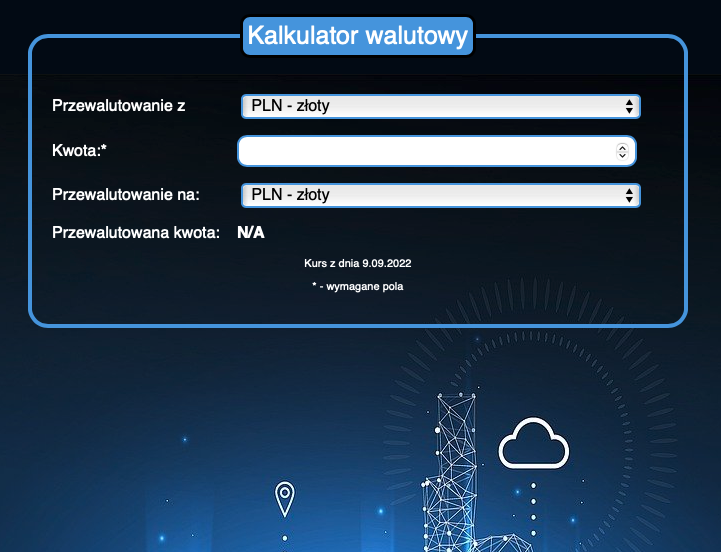 Kalkulator walutowy
Przewalutowanie z PLN - złoty
Kwota:*
Przewalutowanie na: PLN - złoty
Przewalutowana kwota: N/A
Kurs z dnia 9.09.2022
* - wymagane pola